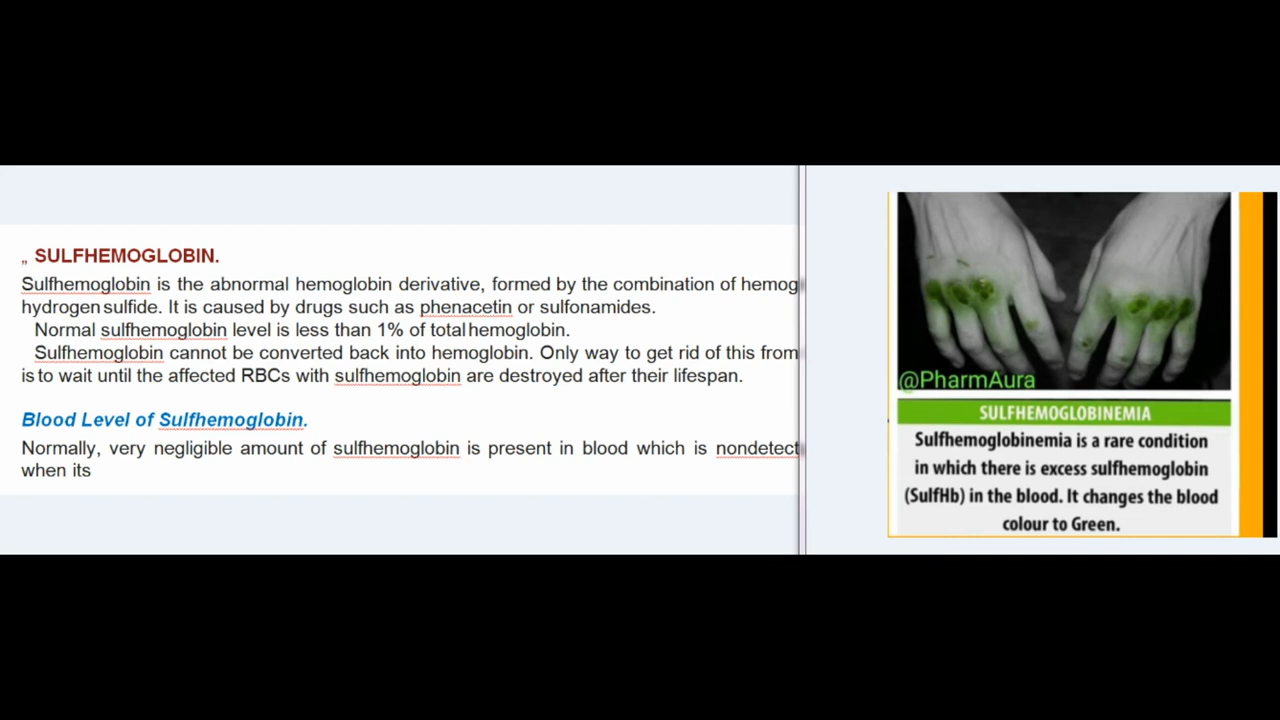 „ SULFHEMOGLOBIN.
Sulfhemoglobin is the abnormal hemoglobin derivative, formed by the combination of hemog
hydrogen sulfide. It is caused by drugs such as phenacetin or sulfonamides.
Normal sulfhemoglobin level is less than 1% of total hemoglobin.
Sulfhemoglobin cannot be converted back into hemoglobin. Only way to get rid of this from
is to wait until the affected RBCs with sulfhemoglobin are destroyed after their lifespan.
Blood Level of Sulfhemoglobin.
Normally, very negligible amount of sulfhemoglobin is present in blood which is nondetect
when its
@PharmAura
SULFHEMOGLOBINEMIA
Sulfhemoglobinemia is a rare condition
in which there is excess sulfhemoglobin
(SulfHb) in the blood. It changes the blood
colour to Green.